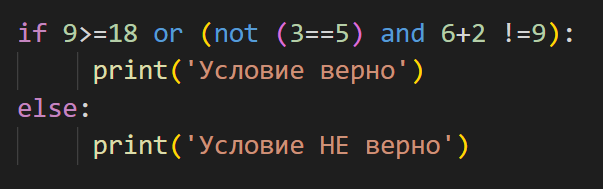 if 9>=18 or (not (3==5) and 6+2 !=9):
print('Условие верно')
else:
print('Условие НЕ верно')